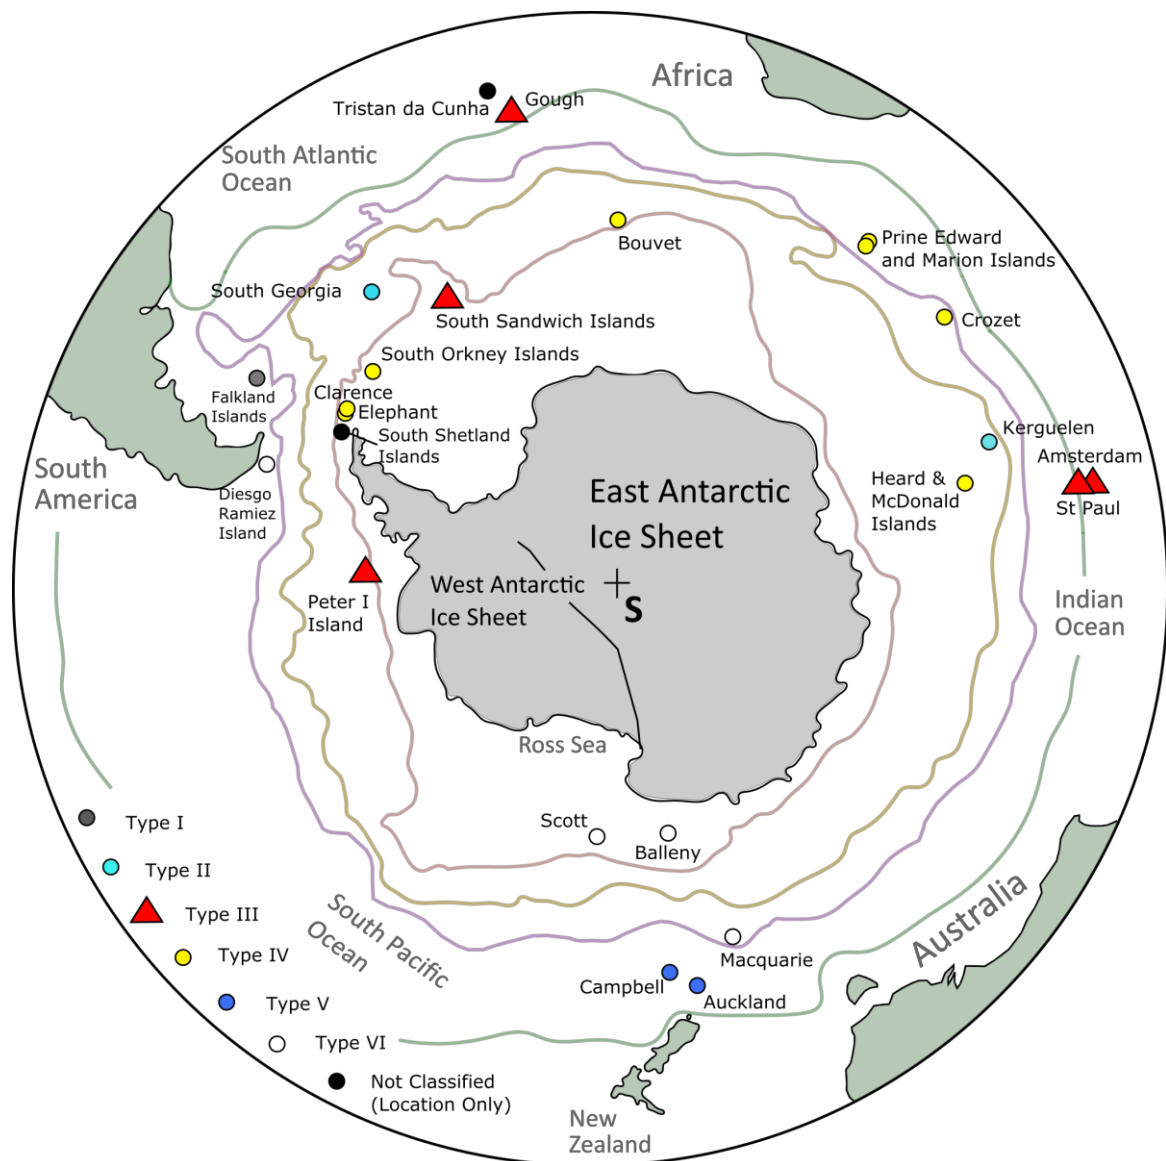 Africa
Tristan da Cunha
Gough
South Atlantic
Ocean
Bouvet
Prine Edward
and Marion Islands
South Georgia
South Sandwich Islands
Crozet
South Orkney Islands
Falkland
Islands
Clarence
Elephant
South Shetland
Islands
Kerguelen
Amsterdam
St Paul
South
America
Diesgo
Ramiez
Island
Heard &
McDonald
Islands
East Antarctic
Ice Sheet
West Antarctic
Ice Sheet
S
Peter I
Island
Indian
Ocean
Ross Sea
Scott
Balleny
Type I
Type II
Type III
Type IV
Type V
Type VI
Not Classified
(Location Only)
South Pacific
Ocean
Australia
Macquarie
Campbell
Auckland
New
Zealand